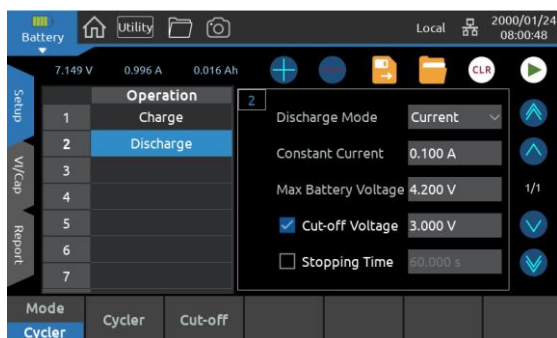 Battery Utility Local 2000/01/24
08:00:48
7.149 V 0.996 A 0.016 Ah CLR
Setup
VI/Cap
Report
Operation
1 Charge
2 Discharge
3
4
5
6
7
2
Discharge Mode Current
Constant Current 0.100 A
Max Battery Voltage 4.200 V
Cut-off Voltage 3.000 V
Stopping Time 60.000 s
1/1
Mode
Cycler Cycler Cut-off